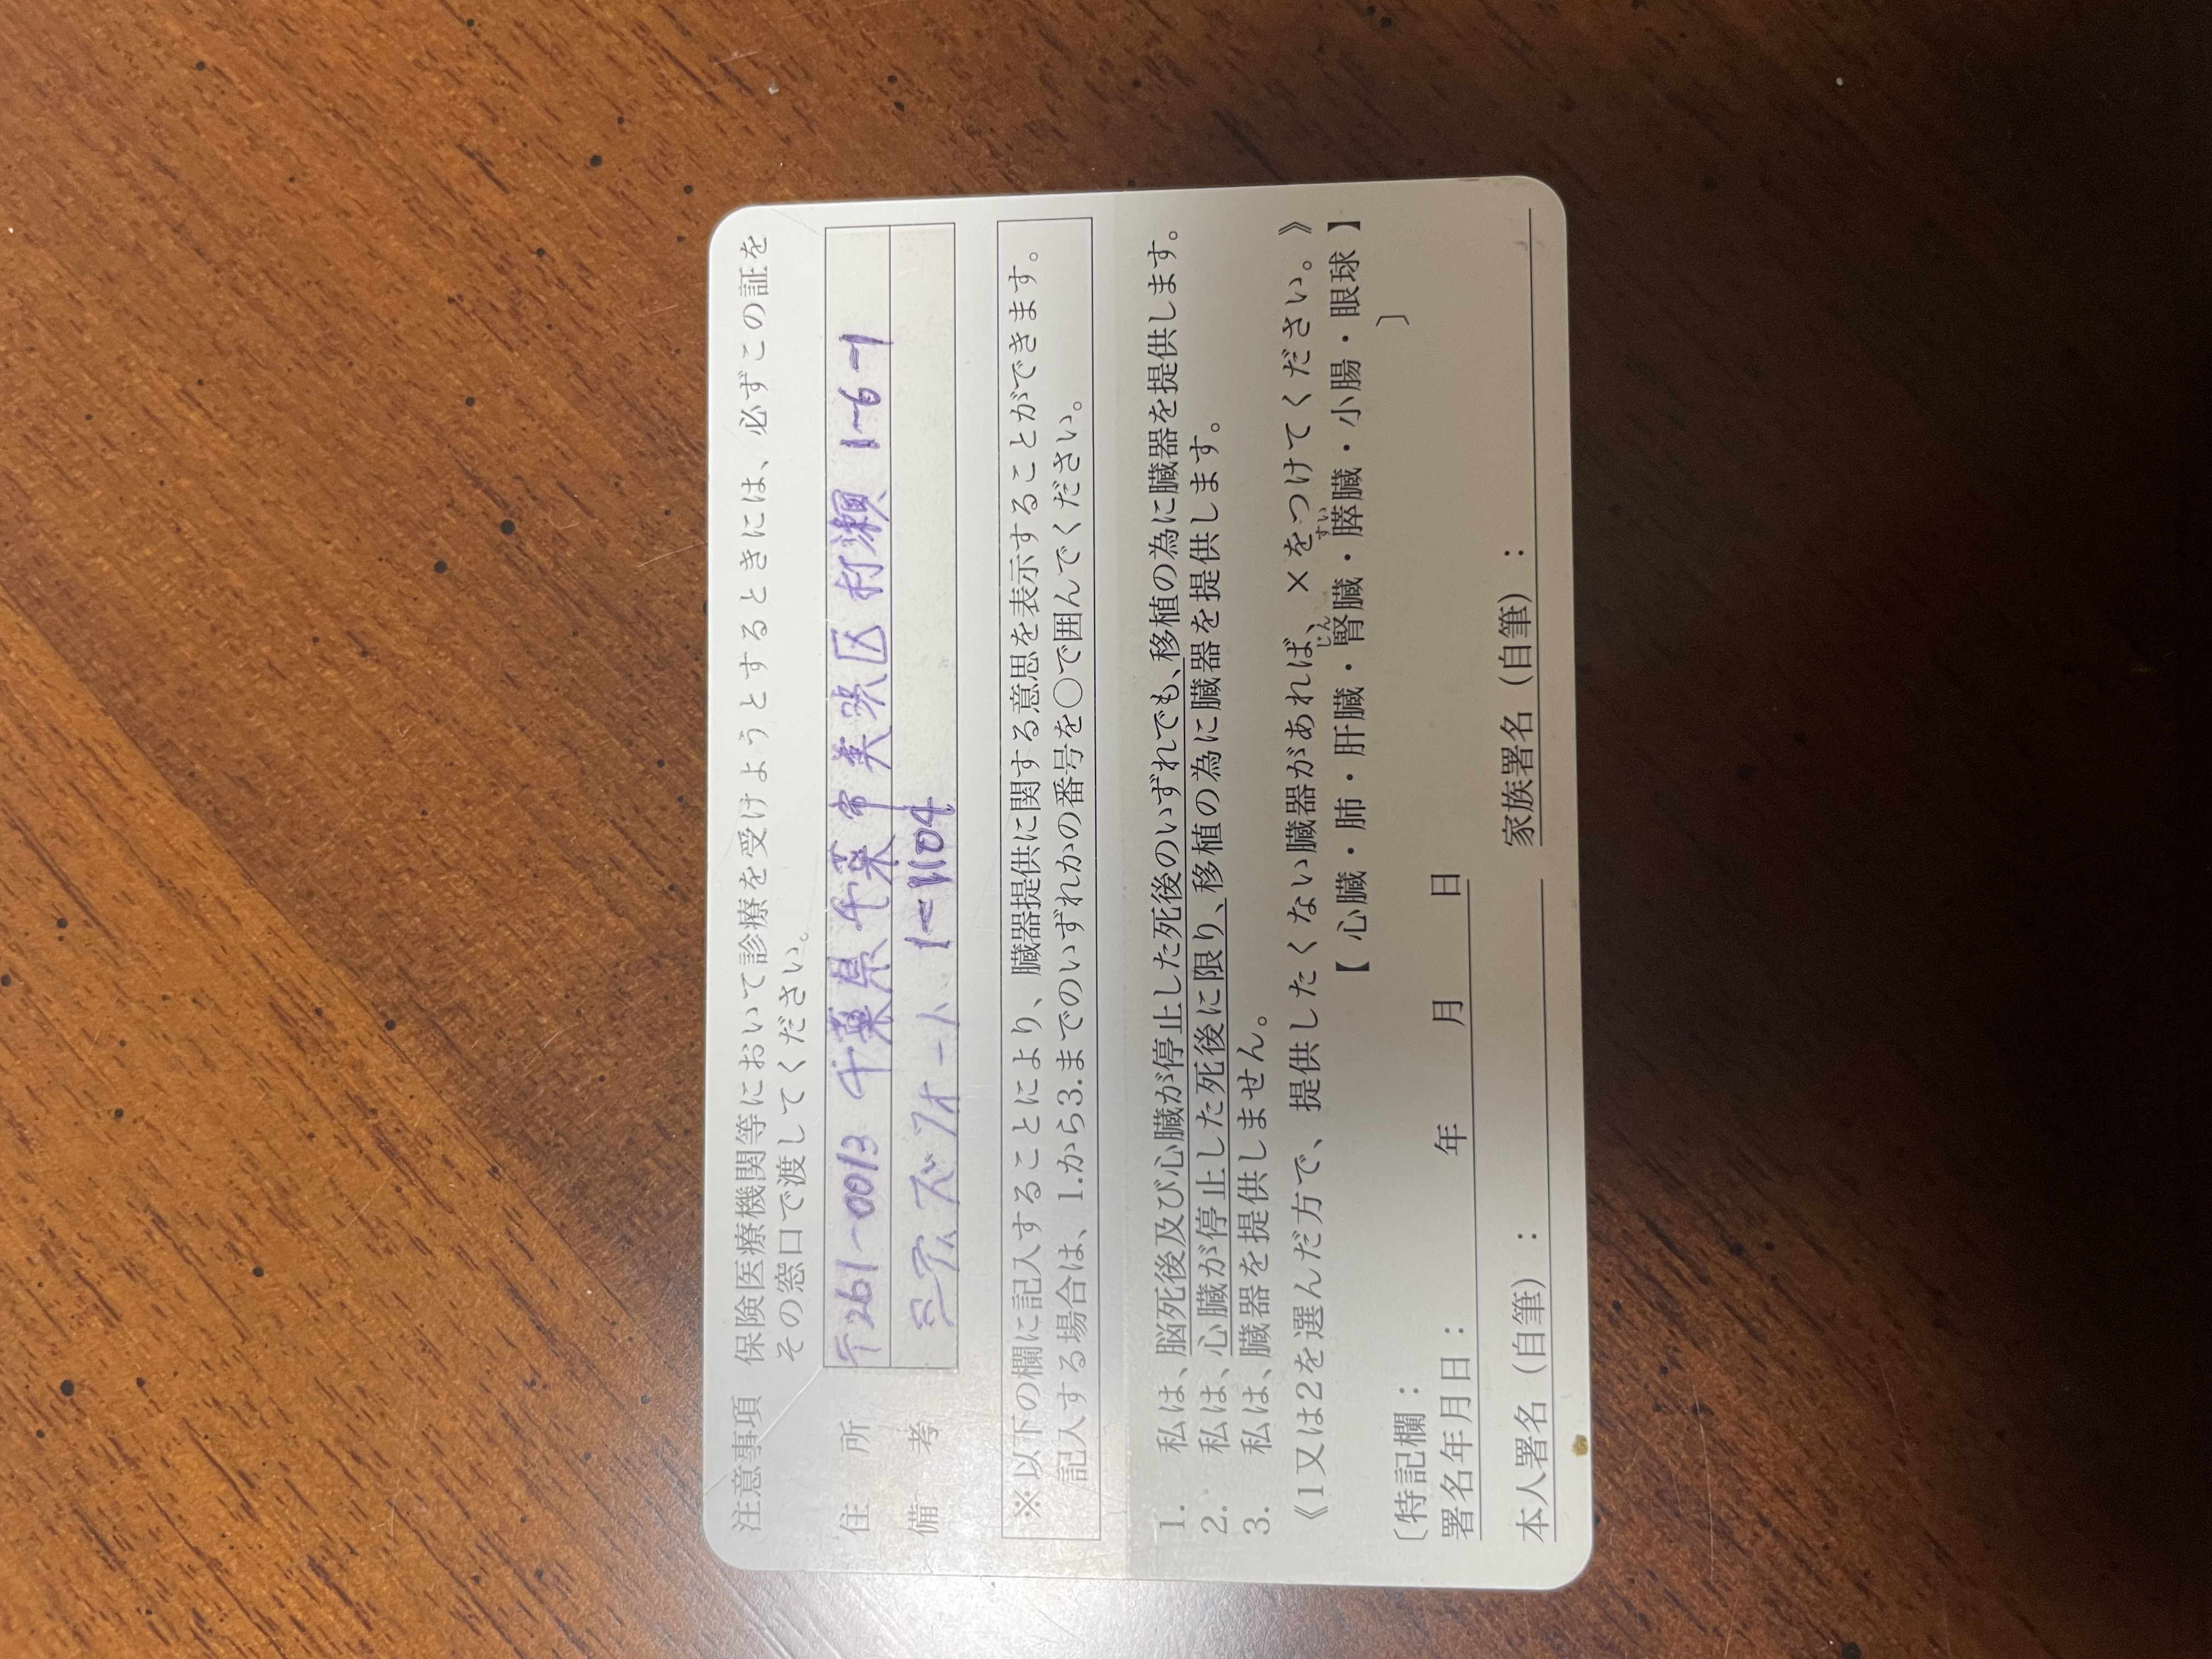 注意事項 保険医療機関等において診療を受けようとするときには、必ずこの証を
その窓口で渡してください。
住所 〒261-0013 千葉県千葉市美浜区打瀬 1-6-1
備考 1-1104
※以下の欄に記入することにより、臓器提供に関する意思を表示することができます。
記入する場合は、1.から3.までのいずれかの番号を○で囲んでください。
1. 私は、脳死後及び心臓が停止した死後のいずれでも、移植の為に臓器を提供します。
2. 私は、心臓が停止した死後に限り、移植の為に臓器を提供します。
3. 私は、臓器を提供しません。
《1又は2を選んだ方で、提供したくない臓器があれば、×をつけてください。》
【 心臓・肺・肝臓・腎臓・膵臓・小腸・眼球 】
〔特記欄： 〕
署名年月日： 年 月 日
本人署名（自筆）： 家族署名（自筆）：